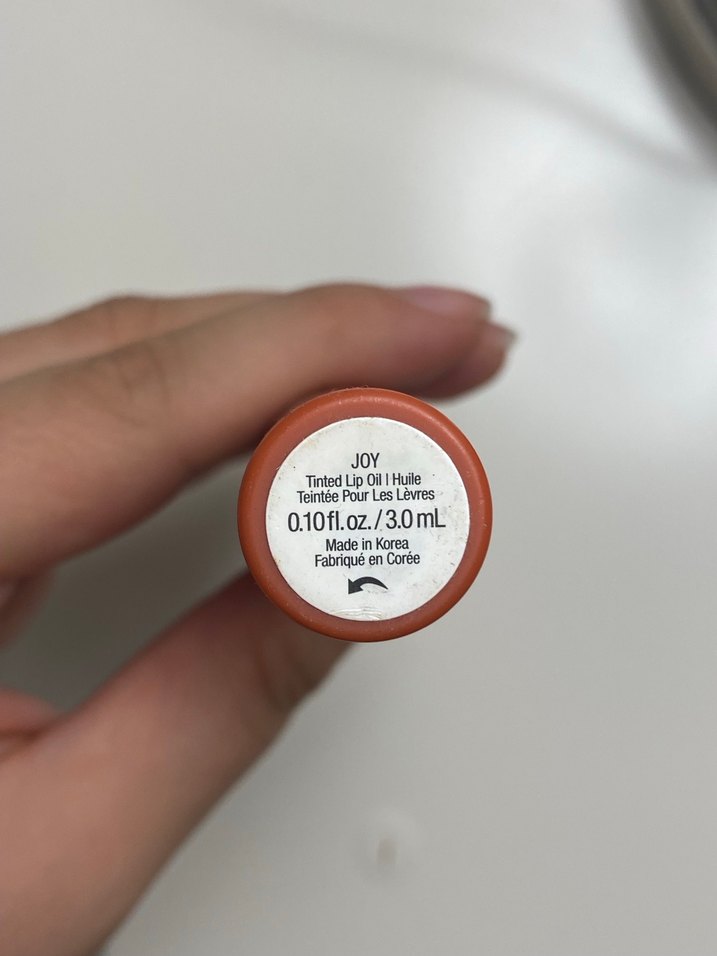 JOY
Tinted Lip Oil | Huile
Teintée Pour Les Lèvres
0.10 fl. oz. / 3.0 mL
Made in Korea
Fabriqué en Corée